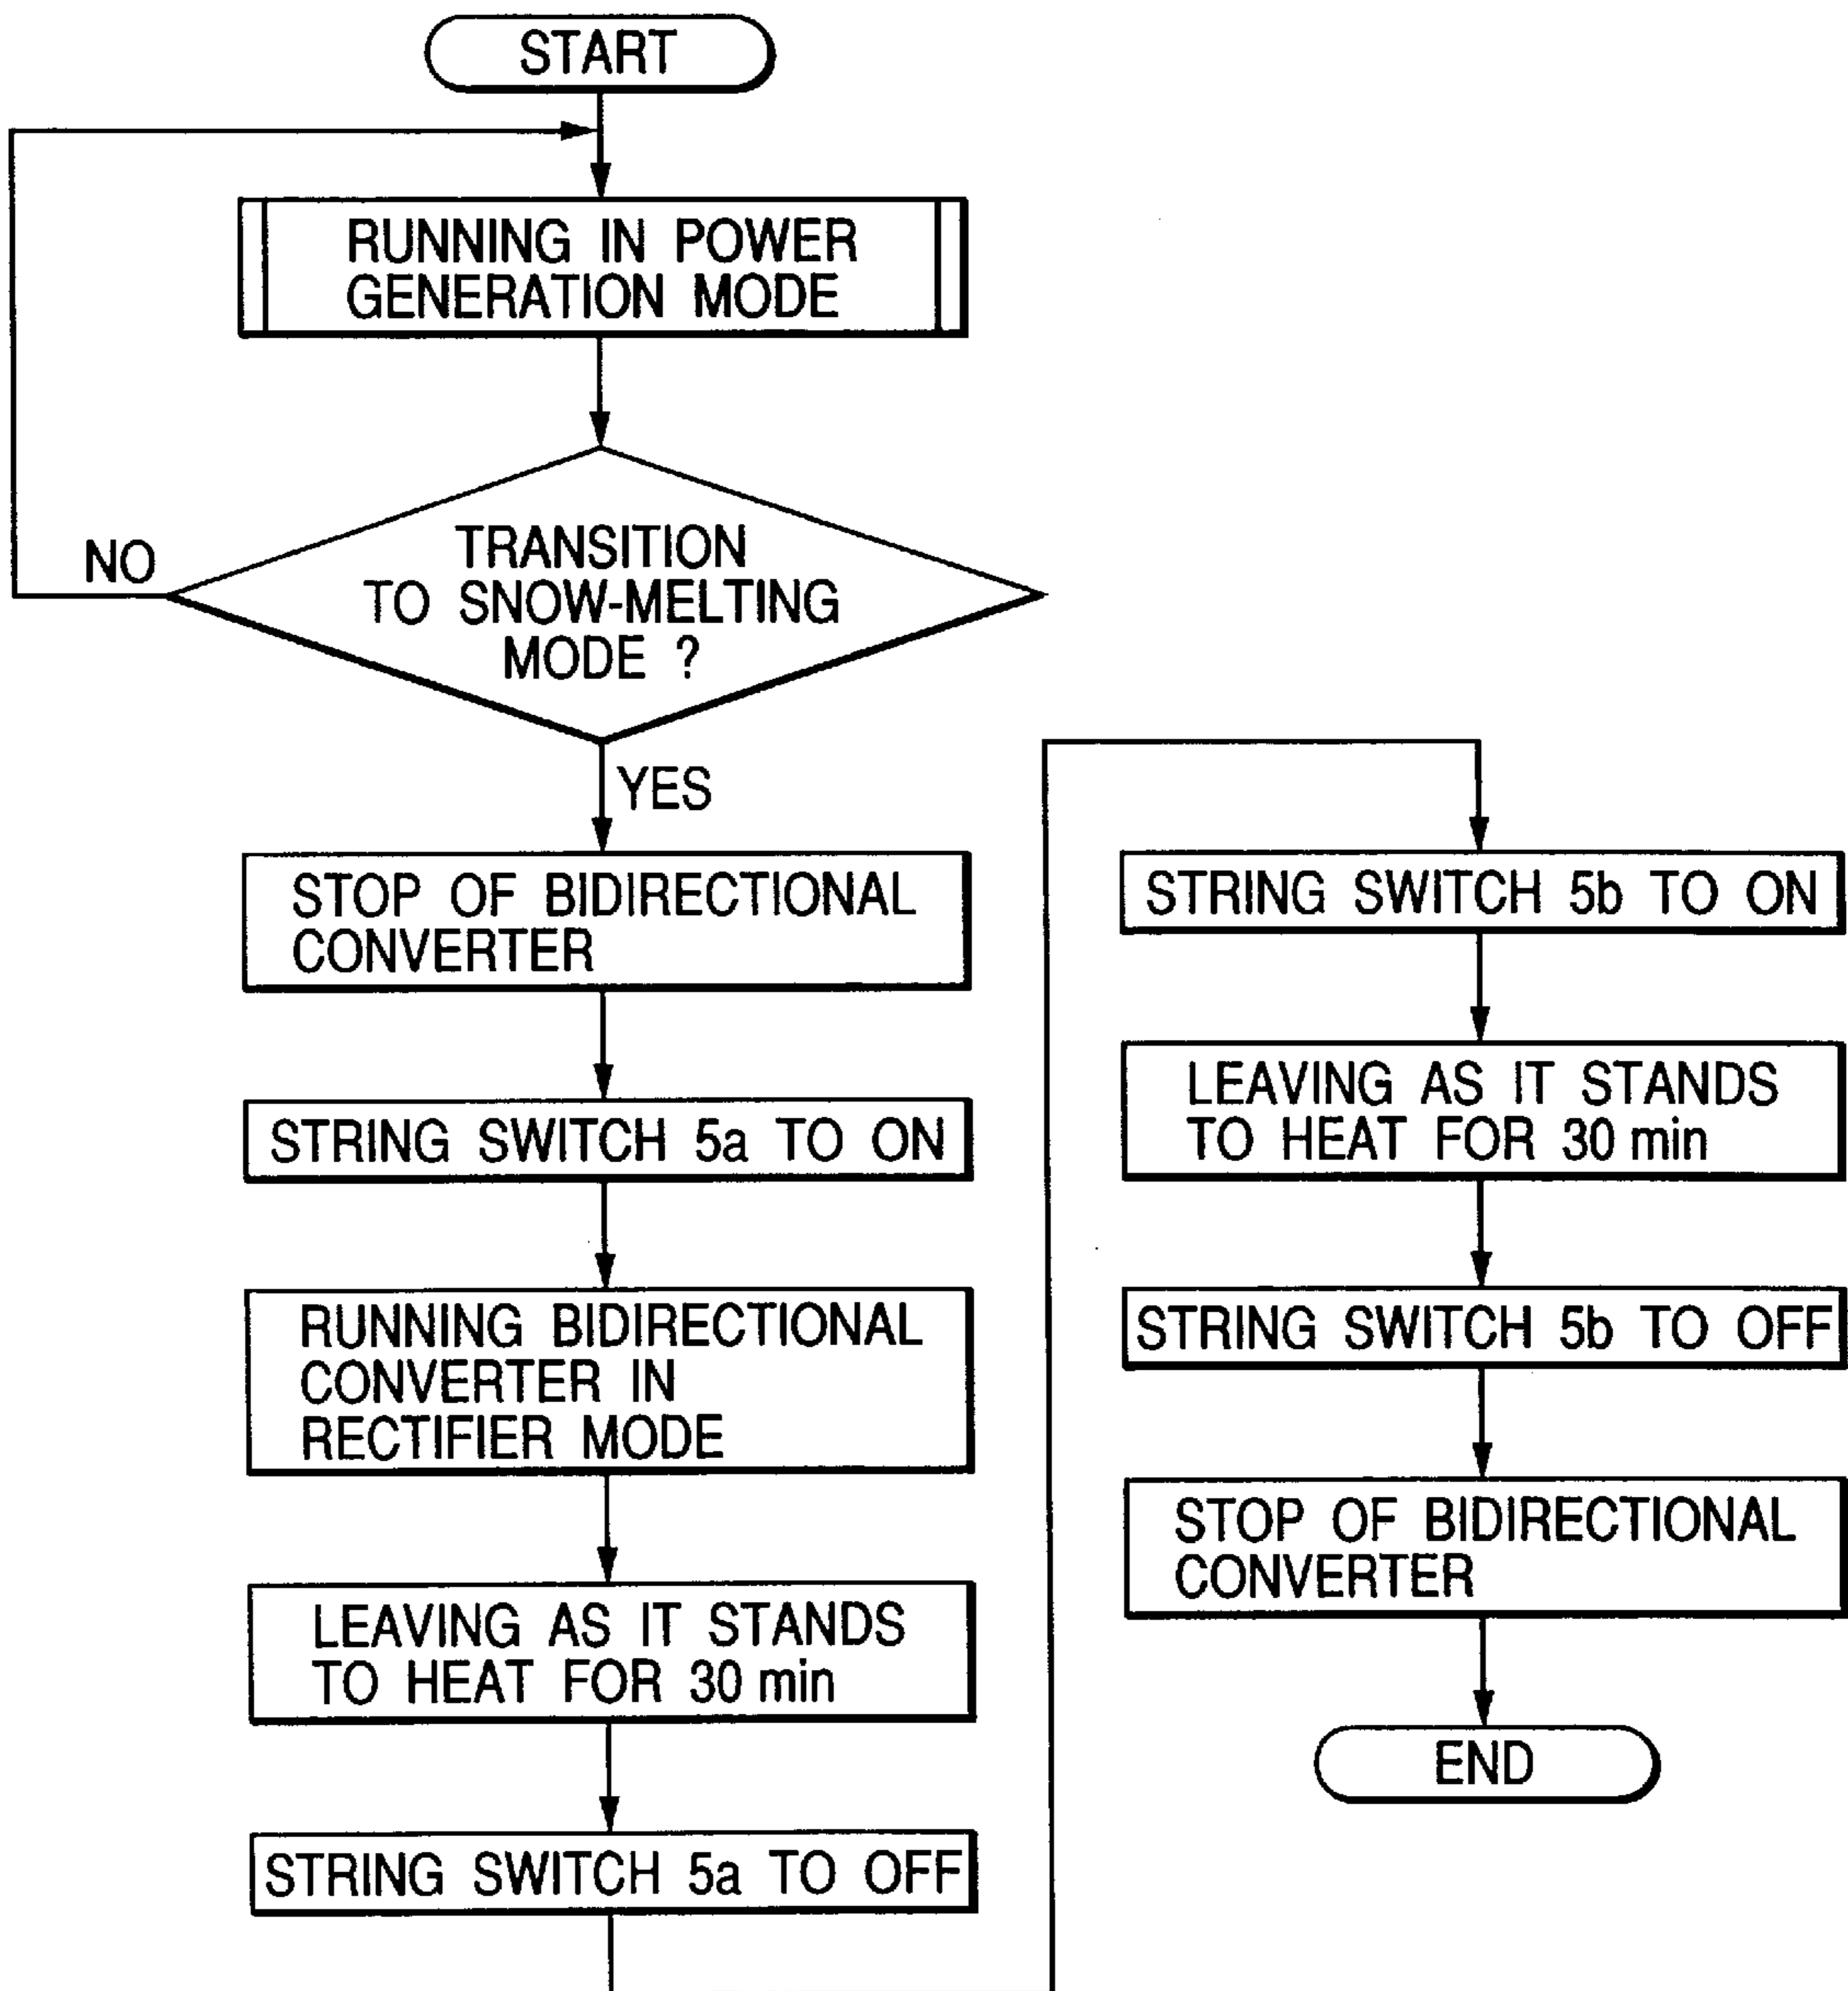 START
RUNNING IN POWER
GENERATION MODE
TRANSITION
TO SNOW-MELTING
MODE ?
NO
YES
STOP OF BIDIRECTIONAL
CONVERTER
STRING SWITCH 5a TO ON
RUNNING BIDIRECTIONAL
CONVERTER IN
RECTIFIER MODE
LEAVING AS IT STANDS
TO HEAT FOR 30 min
STRING SWITCH 5a TO OFF
STRING SWITCH 5b TO ON
LEAVING AS IT STANDS
TO HEAT FOR 30 min
STRING SWITCH 5b TO OFF
STOP OF BIDIRECTIONAL
CONVERTER
END